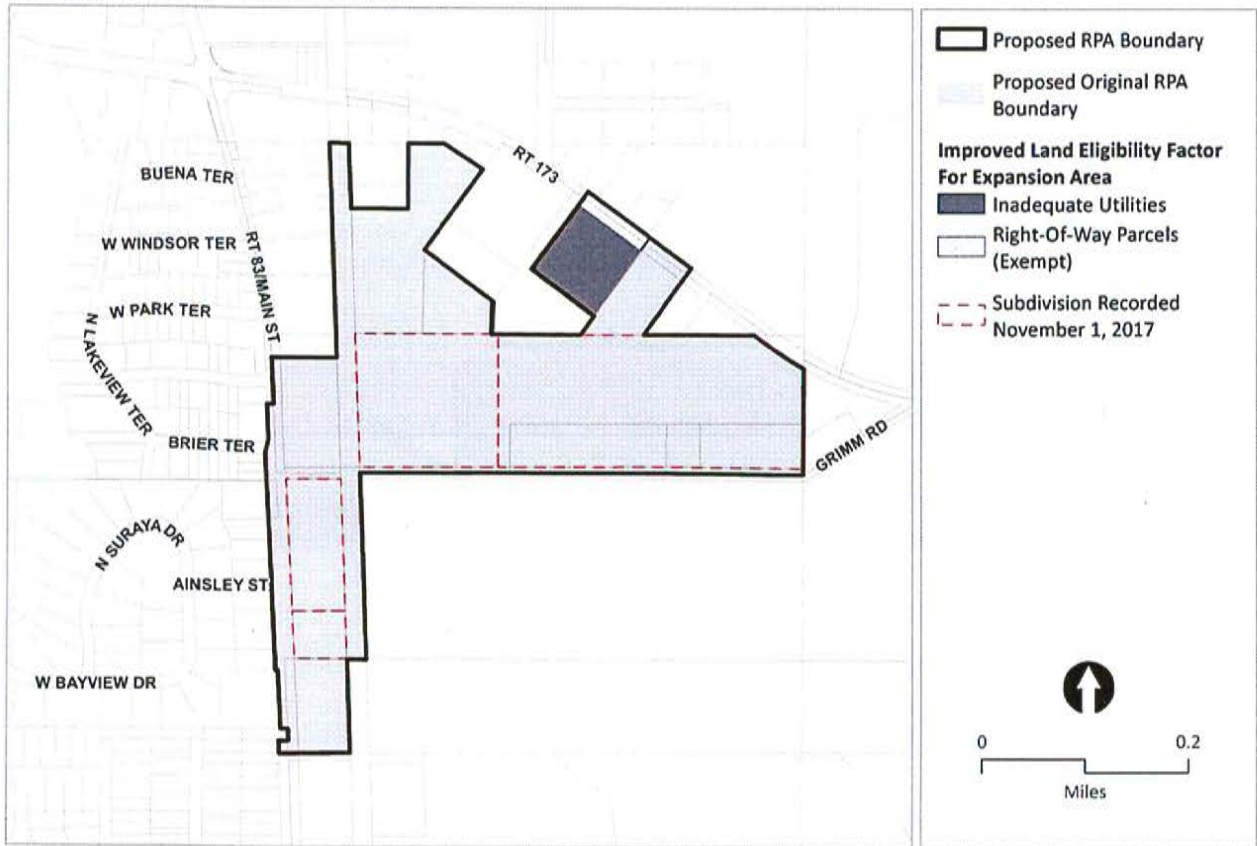 BUENA TER
W WINDSOR TER
W PARK TER
N LAKEVIEW TER
BRIER TER
RT 83/MAIN ST
RT 173
GRIMM RD
N SURAYA DR
AINSLEY ST
W BAYVIEW DR
Proposed RPA Boundary
Proposed Original RPA
Boundary
Improved Land Eligibility Factor
For Expansion Area
Inadequate Utilities
Right-Of-Way Parcels
(Exempt)
Subdivision Recorded
November 1, 2017
0
0.2
Miles